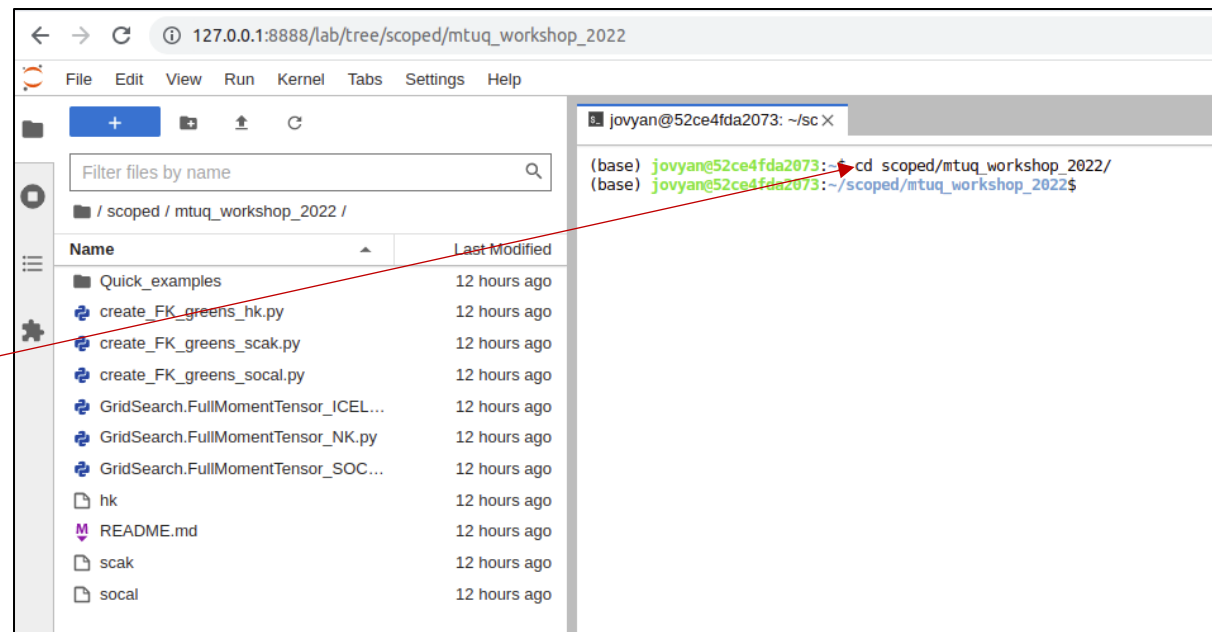 127.0.0.1:8888/lab/tree/scoped/mtuq_workshop_2022
File Edit View Run Kernel Tabs Settings Help
jovyan@52ce4fda2073: ~/sc
Filter files by name
/ scoped / mtuq_workshop_2022 /
Name Last Modified
Quick_examples 12 hours ago
create_FK_greens_hk.py 12 hours ago
create_FK_greens_scak.py 12 hours ago
create_FK_greens_socal.py 12 hours ago
GridSearch.FullMomentTensor_ICEL... 12 hours ago
GridSearch.FullMomentTensor_NK.py 12 hours ago
GridSearch.FullMomentTensor_SOC... 12 hours ago
hk 12 hours ago
README.md 12 hours ago
scak 12 hours ago
socal 12 hours ago
(base) jovyan@52ce4fda2073:~$ cd scoped/mtuq_workshop_2022/
(base) jovyan@52ce4fda2073:~/scoped/mtuq_workshop_2022$